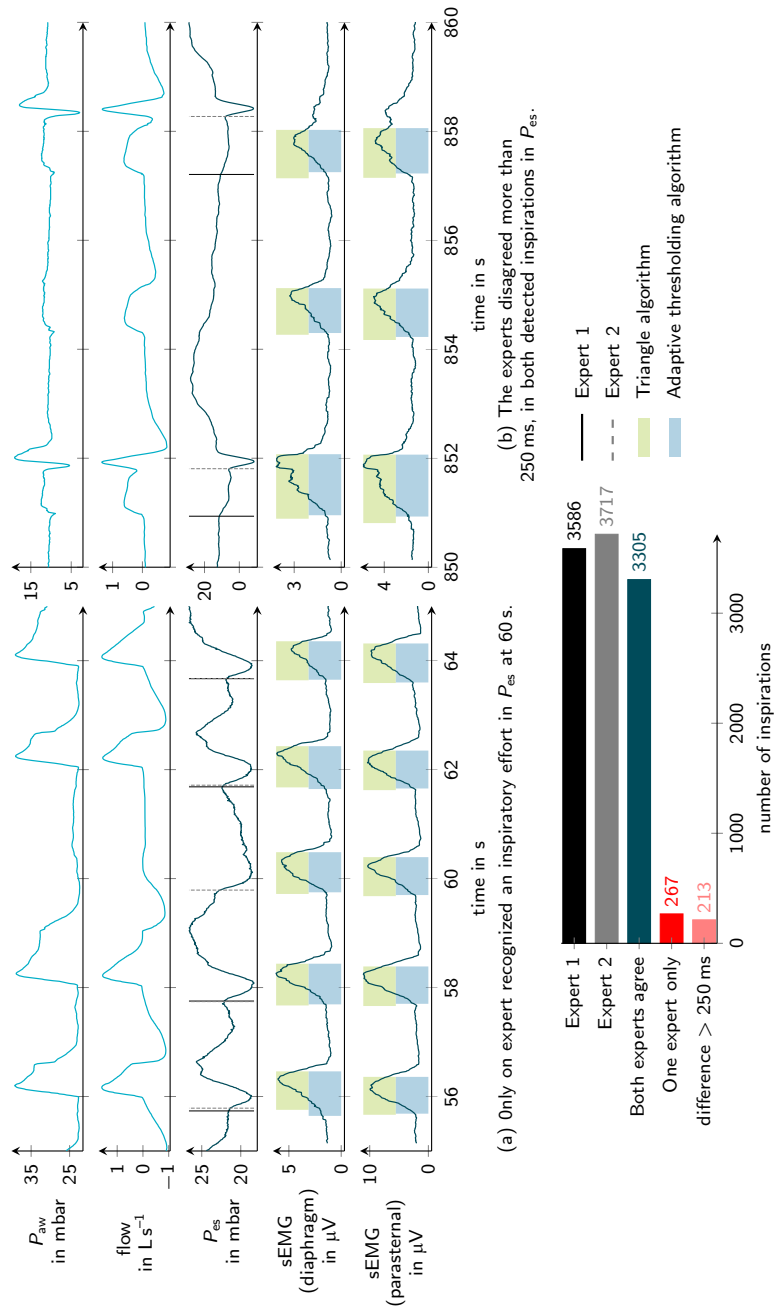 P_aw
in mbar
35
25
flow
in L s⁻¹
1
0
−1
P_es
in mbar
25
20
sEMG
(diaphragm)
in µV
5
0
sEMG
(parasternal)
in µV
10
0
56
58
60
62
64
time in s
(a) Only on expert recognized an inspiratory effort in P_es at 60 s.
15
5
1
0
20
0
3
0
4
0
850
852
854
856
858
860
time in s
(b) The experts disagreed more than
250 ms, in both detected inspirations in P_es.
Expert 1
Expert 2
Both experts agree
One expert only
difference > 250 ms
3586
3717
3305
267
213
0
1000
2000
3000
number of inspirations
Expert 1
Expert 2
Triangle algorithm
Adaptive thresholding algorithm